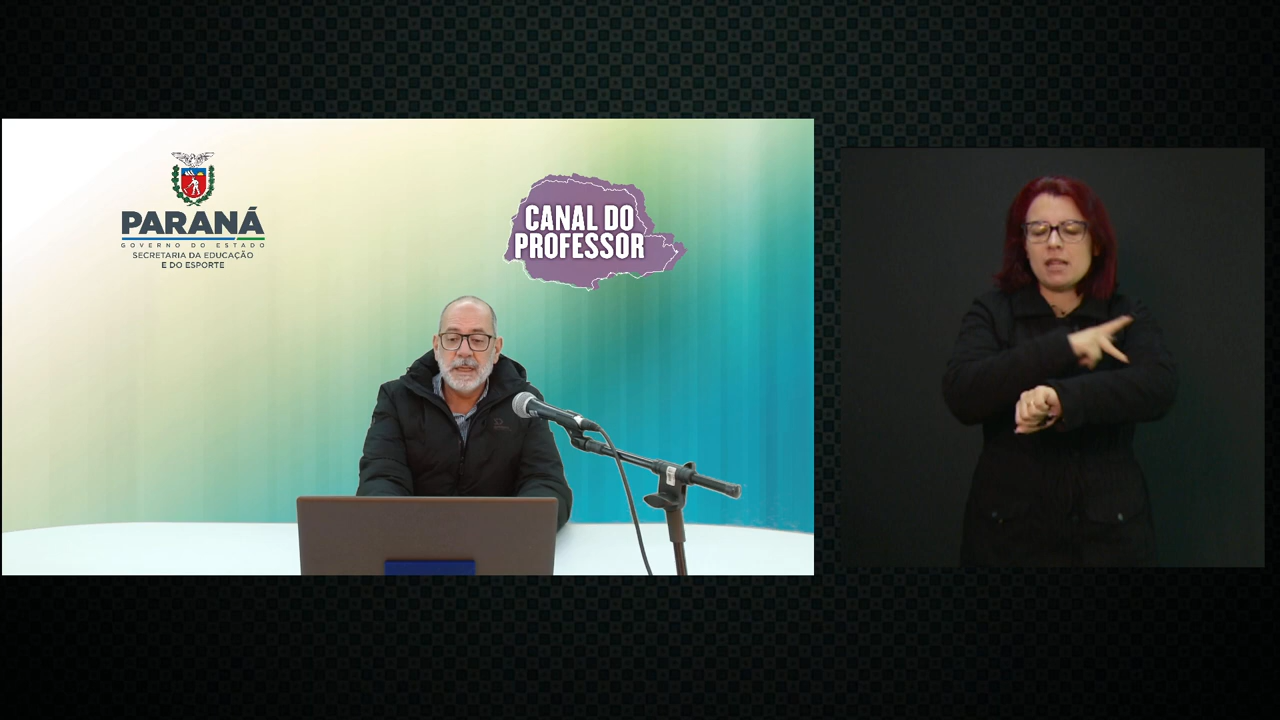 PARANÁ
GOVERNO DO ESTADO
SECRETARIA DA EDUCAÇÃO
E DO ESPORTE
CANAL DO
PROFESSOR